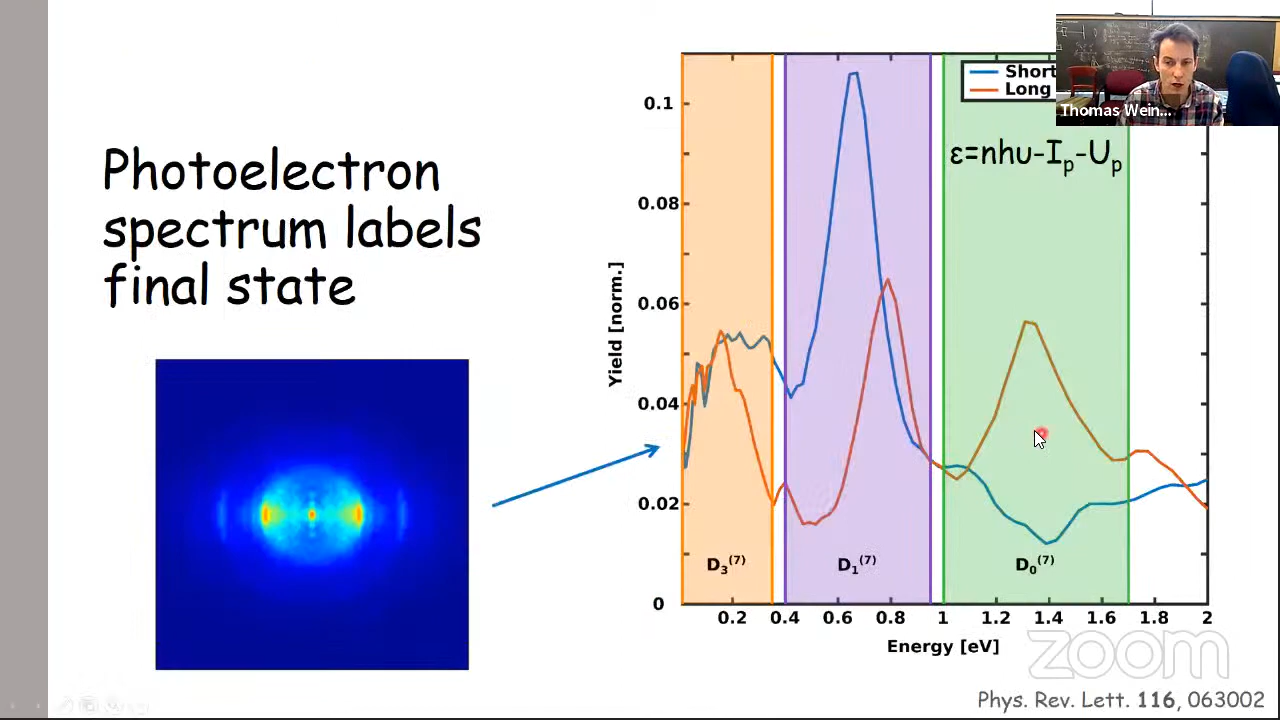 Photoelectron
spectrum labels
final state
Yield [norm.]
0.1
0.08
0.06
0.04
0.02
0
Short
Long
ε=nhυ-Iₚ-Uₚ
D₃⁽⁷⁾
D₁⁽⁷⁾
D₀⁽⁷⁾
0.2 0.4 0.6 0.8 1 1.2 1.4 1.6 1.8 2
Energy [eV]
Thomas Wein...
zoom
Phys. Rev. Lett. 116, 063002